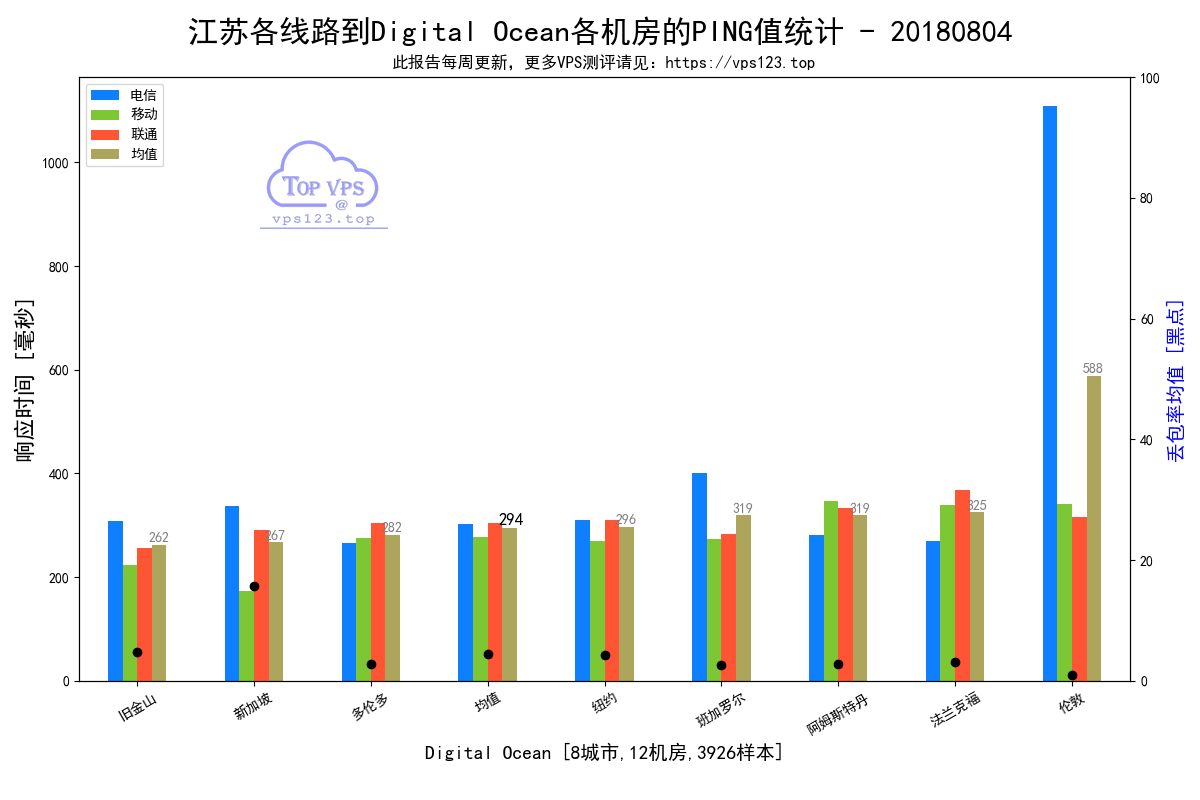 江苏各线路到Digital Ocean各机房的PING值统计 - 20180804
此报告每周更新，更多VPS测评请见：https://vps123.top
电信
移动
联通
均值
TOP VPS
@
vps123.top
响应时间 [毫秒]
1000
800
600
400
200
0
丢包率均值 [黑点]
100
80
60
40
20
0
262
267
282
294
296
319
319
325
588
旧金山
新加坡
多伦多
均值
纽约
班加罗尔
阿姆斯特丹
法兰克福
伦敦
Digital Ocean [8城市,12机房,3926样本]